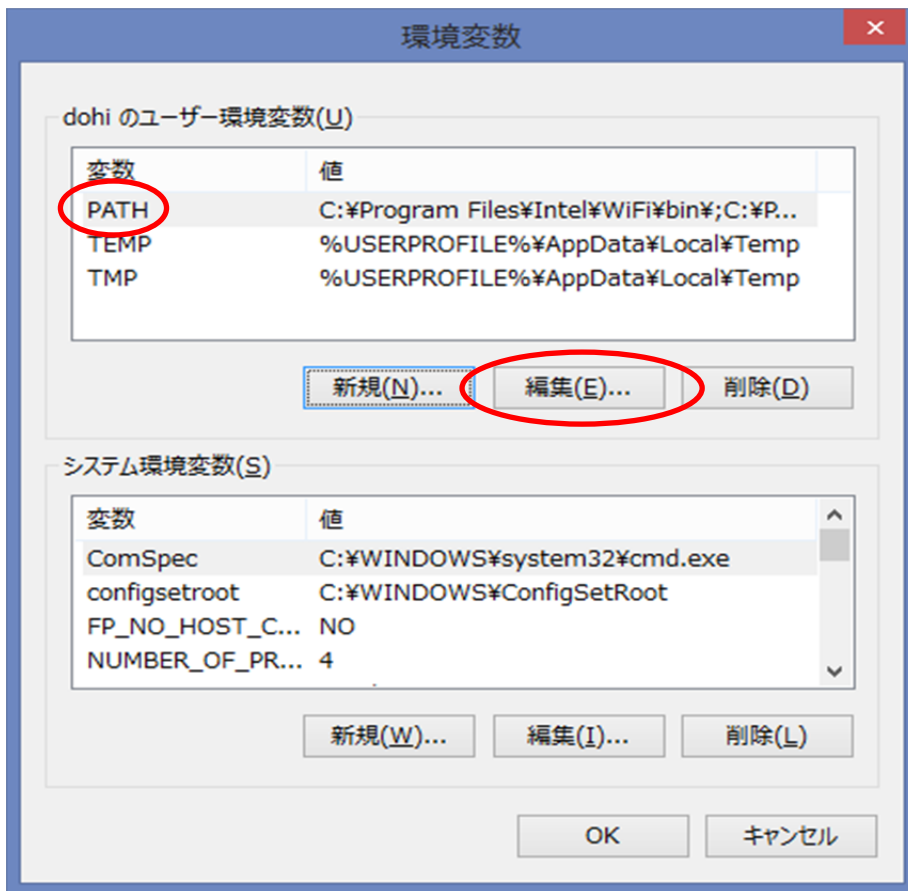 環境変数
dohi のユーザー環境変数(U)
変数 値
PATH C:¥Program Files¥Intel¥WiFi¥bin¥;C:¥P...
TEMP %USERPROFILE%¥AppData¥Local¥Temp
TMP %USERPROFILE%¥AppData¥Local¥Temp
新規(N)... 編集(E)... 削除(D)
システム環境変数(S)
変数 値
ComSpec C:¥WINDOWS¥system32¥cmd.exe
configsetroot C:¥WINDOWS¥ConfigSetRoot
FP_NO_HOST_C... NO
NUMBER_OF_PR... 4
新規(W)... 編集(I)... 削除(L)
OK キャンセル